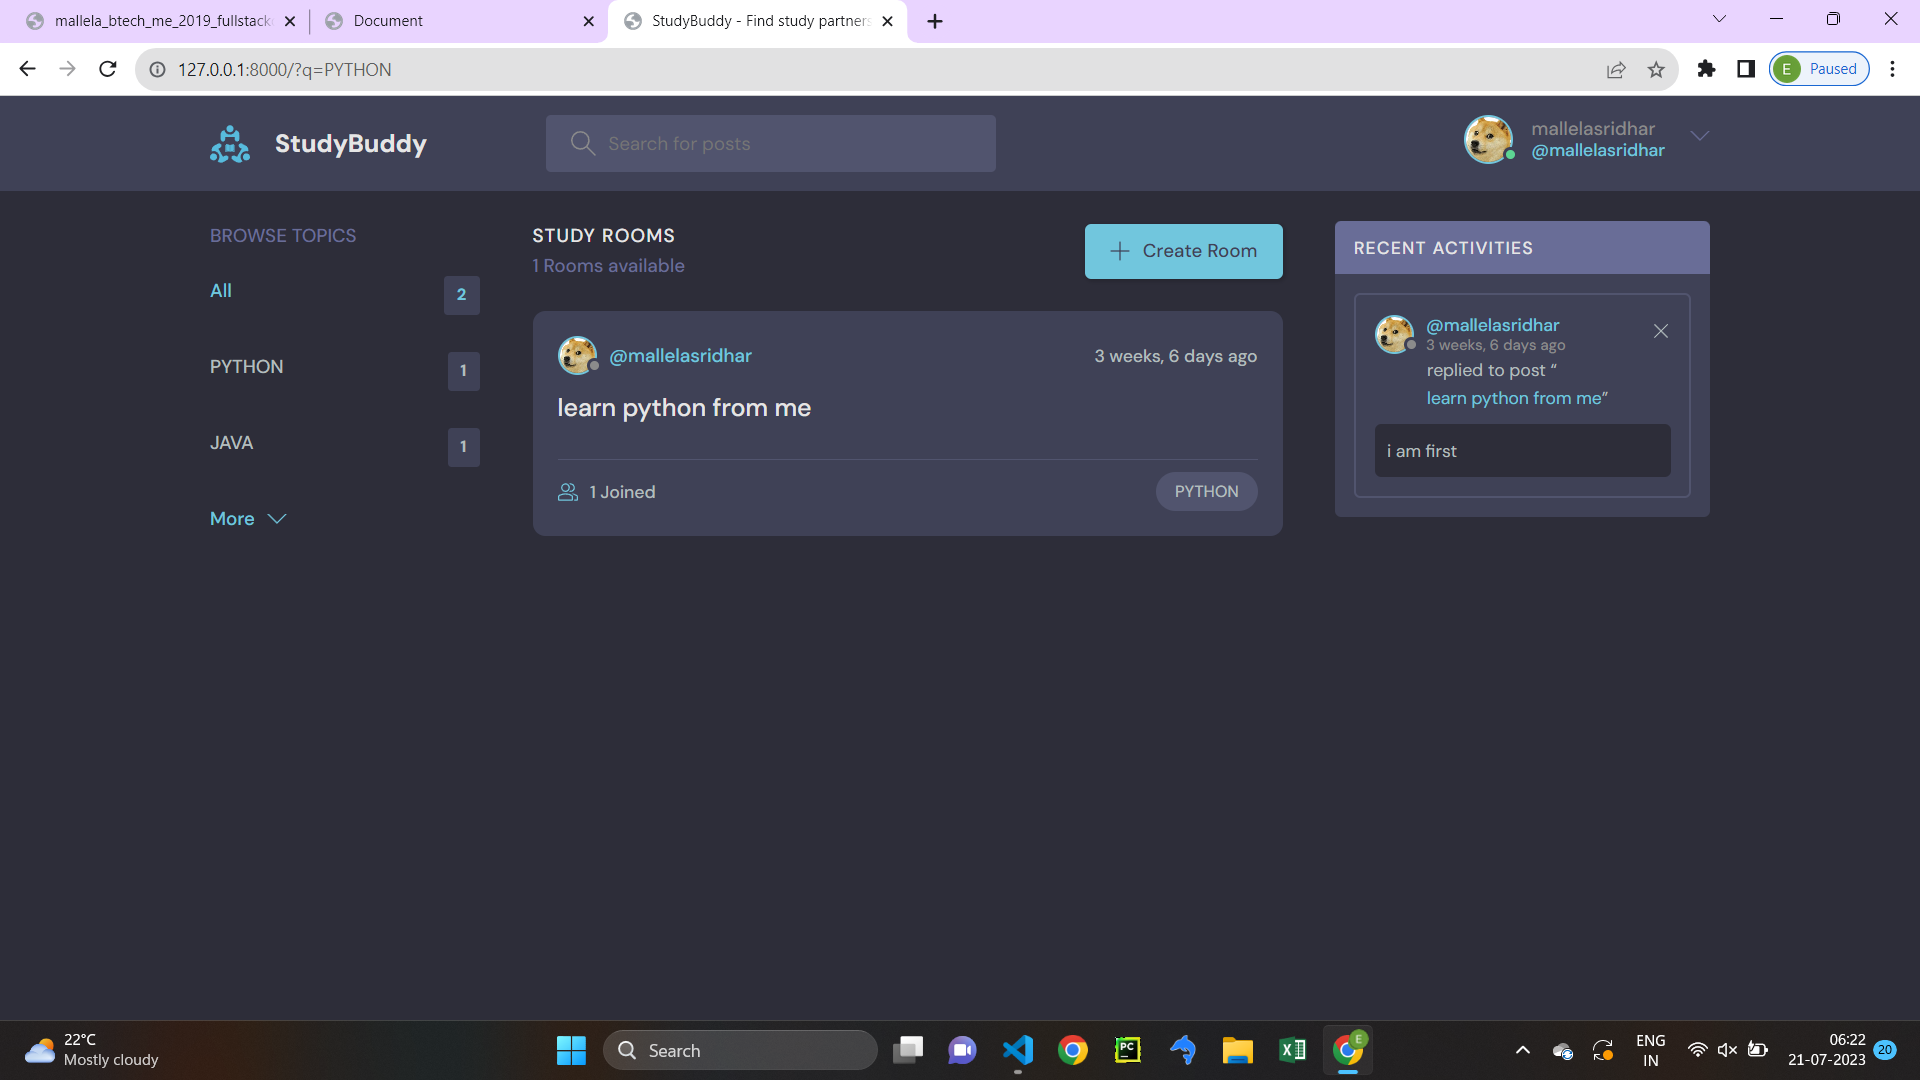 mallela_btech_me_2019_fullstack
Document
StudyBuddy - Find study partners
127.0.0.1:8000/?q=PYTHON
E
Paused
StudyBuddy
Search for posts
mallelasridhar
@mallelasridhar
BROWSE TOPICS
All
2
PYTHON
1
JAVA
1
More
STUDY ROOMS
1 Rooms available
Create Room
@mallelasridhar
3 weeks, 6 days ago
learn python from me
1 Joined
PYTHON
RECENT ACTIVITIES
@mallelasridhar
3 weeks, 6 days ago
replied to post “
learn python from me”
i am first
22°C
Mostly cloudy
Search
PC
E
ENG
IN
06:22
21-07-2023
20